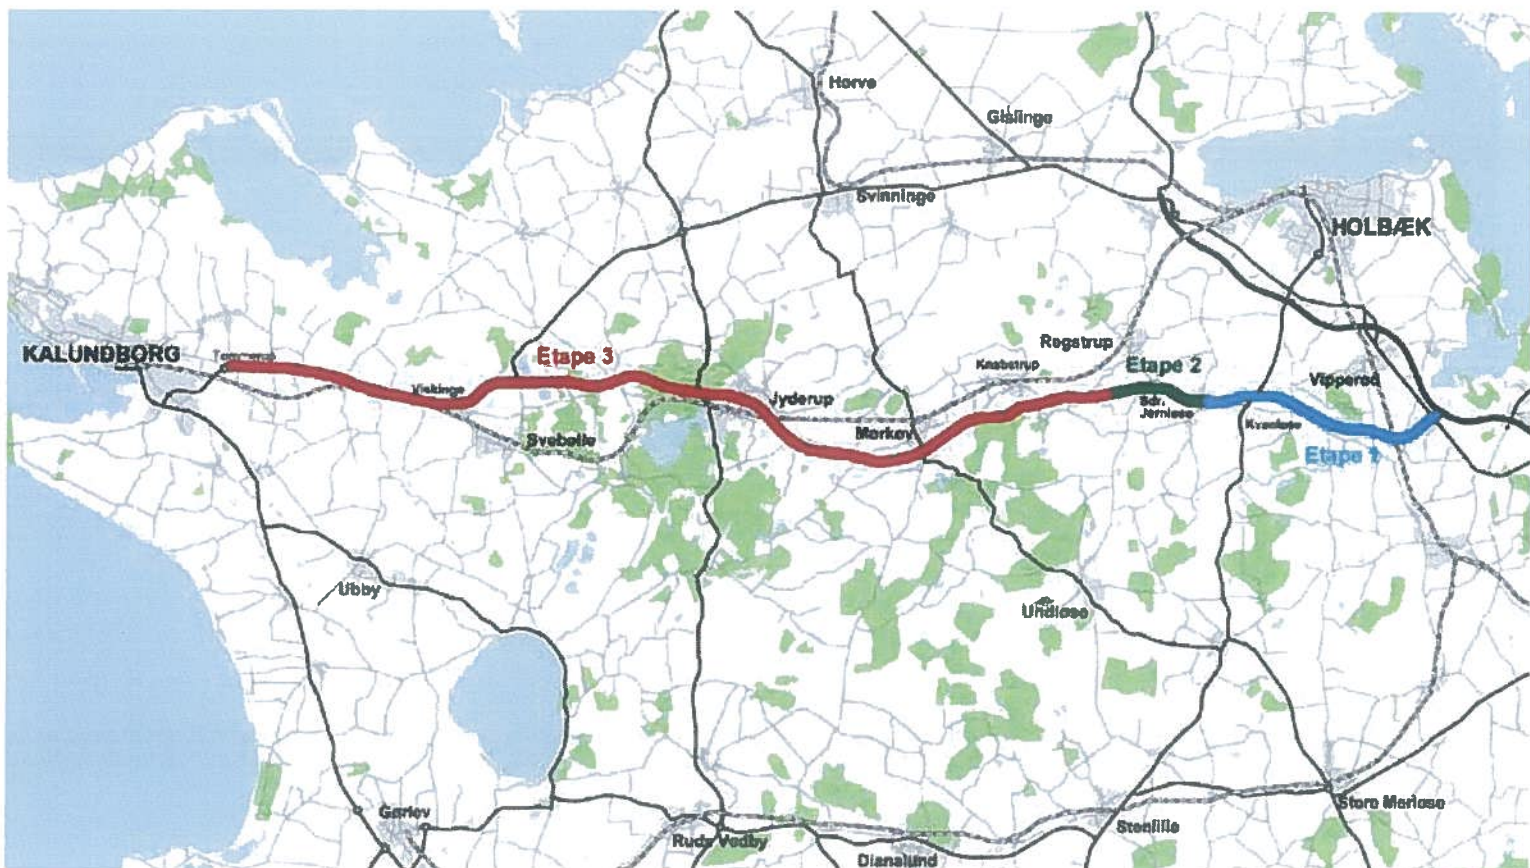 Horve
Gislinge
Svinninge
HOLBÆK
Regstrup
KALUNDBORG
Tømmerup
Etape 3
Knabstrup
Etape 2
Vipperød
Viskinge
Jyderup
Sdr.
Jernløse
Kvanløse
Svebølle
Mørkøv
Etape 1
Ubby
Undløse
Gørlev
Store Merløse
Ruds Vedby
Stenlille
Dianalund